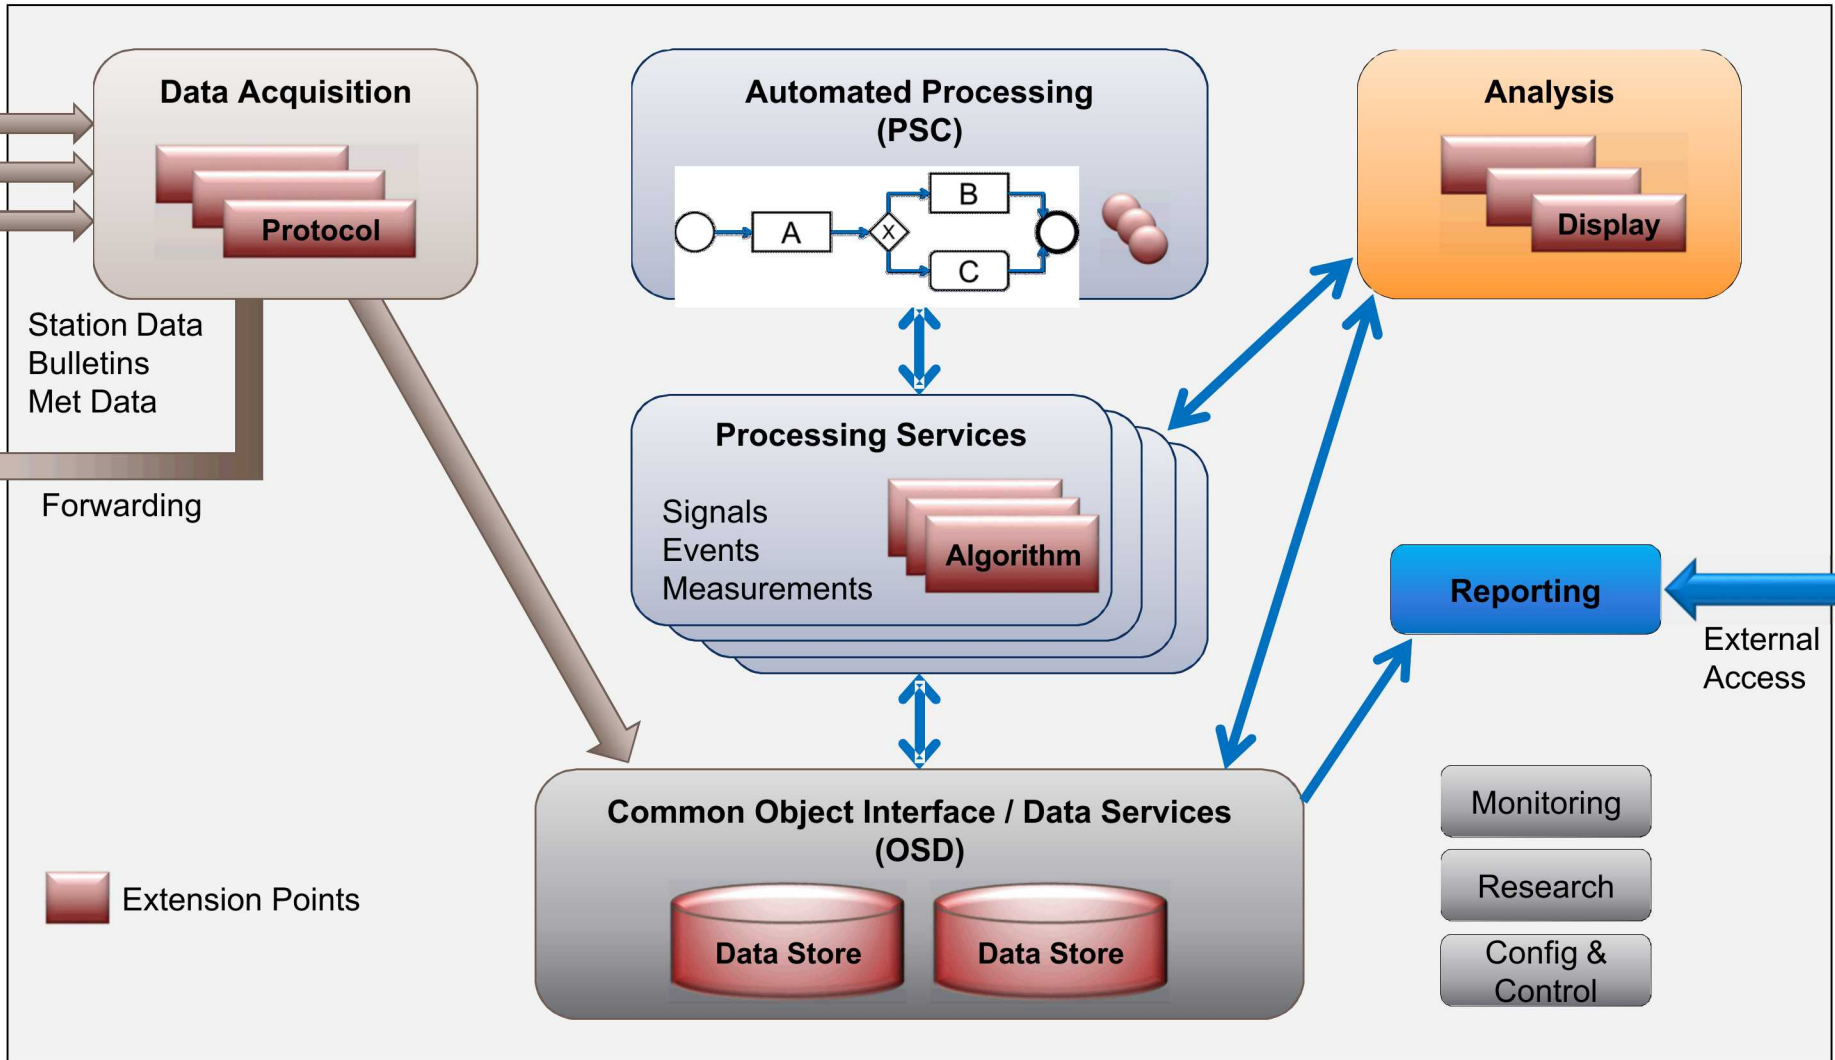 Data Acquisition
Protocol
Station Data
Bulletins
Met Data
Forwarding
Automated Processing
(PSC)
A
X
B
C
Analysis
Display
Processing Services
Signals
Events
Measurements
Algorithm
Reporting
External
Access
Common Object Interface / Data Services
(OSD)
Data Store
Data Store
Monitoring
Research
Config &
Control
Extension Points